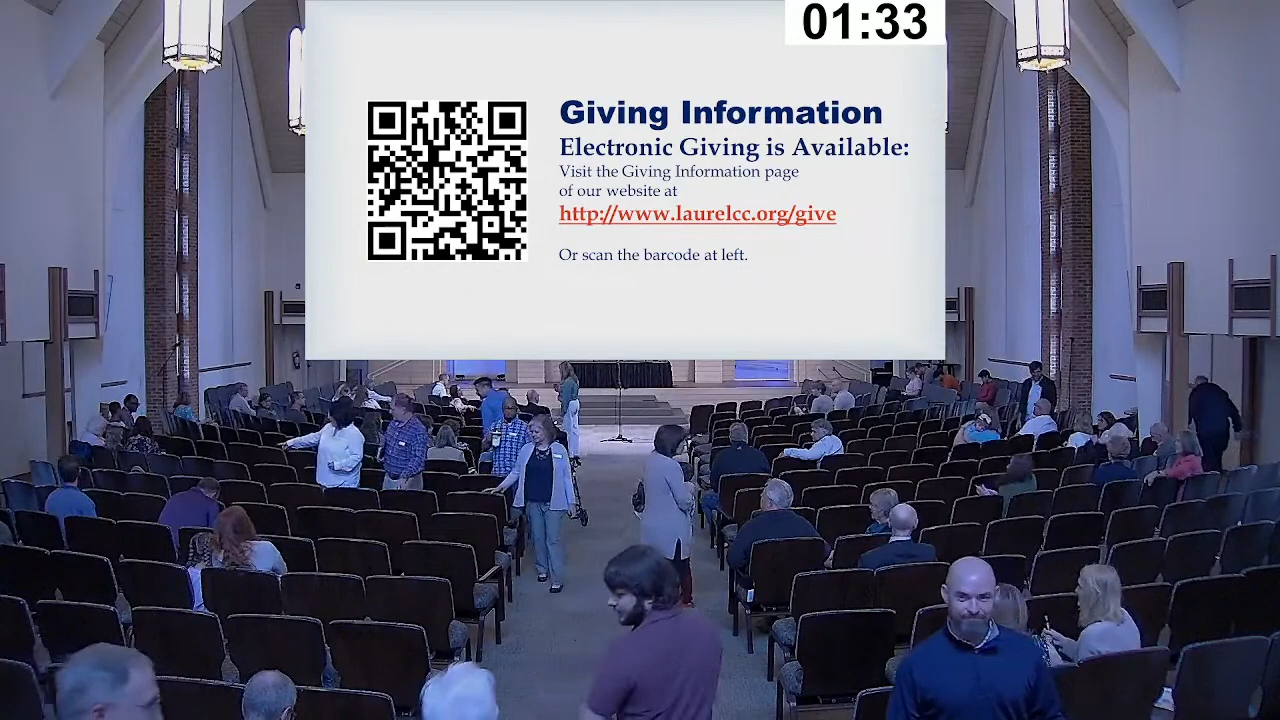 01:33
Giving Information
Electronic Giving is Available:
Visit the Giving Information page
of our website at
http://www.laurelcc.org/give
Or scan the barcode at left.